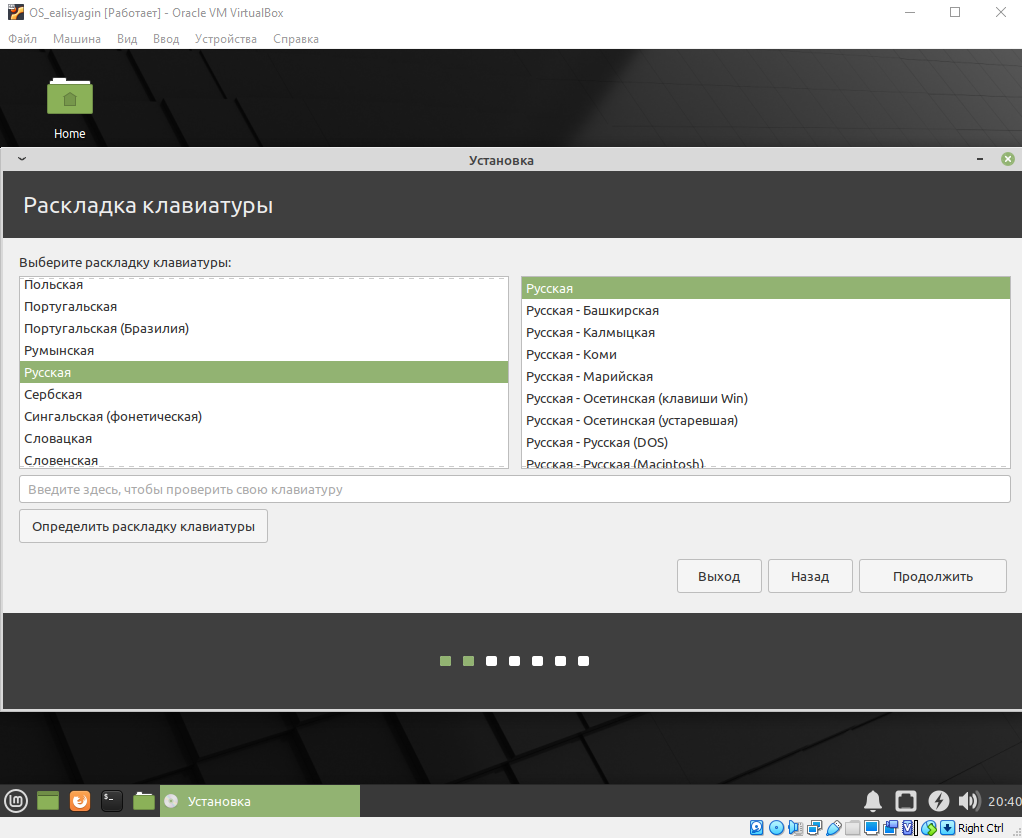 OS_ealisyagin [Работает] - Oracle VM VirtualBox
Файл Машина Вид Ввод Устройства Справка
Home
Установка
Раскладка клавиатуры
Выберите раскладку клавиатуры:
Польская
Португальская
Португальская (Бразилия)
Румынская
Русская
Сербская
Сингальская (фонетическая)
Словацкая
Словенская
Русская
Русская - Башкирская
Русская - Калмыцкая
Русская - Коми
Русская - Марийская
Русская - Осетинская (клавиши Win)
Русская - Осетинская (устаревшая)
Русская - Русская (DOS)
Русская - Русская (Macintosh)
Введите здесь, чтобы проверить свою клавиатуру
Определить раскладку клавиатуры
Выход Назад Продолжить
Установка 20:40
Right Ctrl